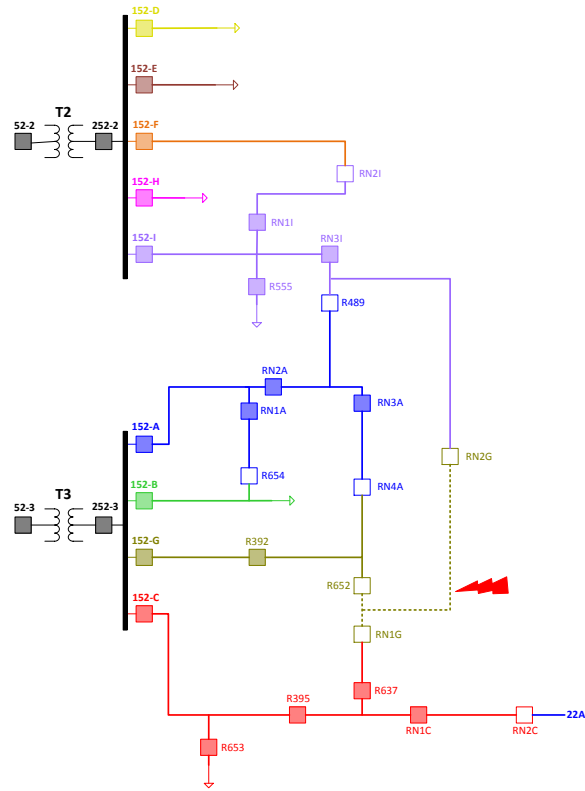 152-D
152-E
T2
52-2
252-2
152-F
RN2I
152-H
RN1I
152-I
RN3I
R555
R489
RN2A
RN1A
RN3A
152-A
RN2G
R654
RN4A
152-B
T3
52-3
252-3
152-G
R392
R652
152-C
RN1G
R637
R395
22A
RN1C
RN2C
R653